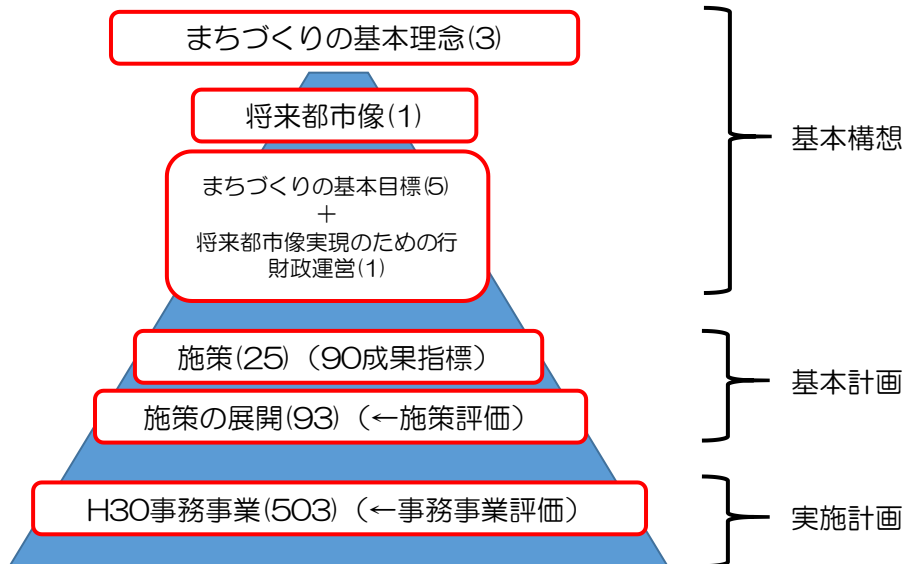 まちづくりの基本理念(3)
将来都市像(1)
基本構想
まちづくりの基本目標(5)
＋
将来都市像実現のための行
財政運営(1)
施策(25)（90成果指標）
基本計画
施策の展開(93)（←施策評価）
H30事務事業(503)（←事務事業評価）
実施計画